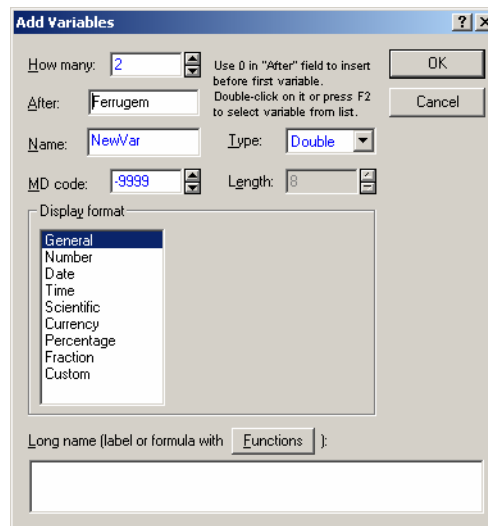 Add Variables
How many: 2
Use 0 in "After" field to insert
before first variable.
Double-click on it or press F2
to select variable from list.
OK
After: Ferrugem
Cancel
Name: NewVar
Type: Double
MD code: -9999
Length: 8
Display format
General
Number
Date
Time
Scientific
Currency
Percentage
Fraction
Custom
Long name (label or formula with Functions ):